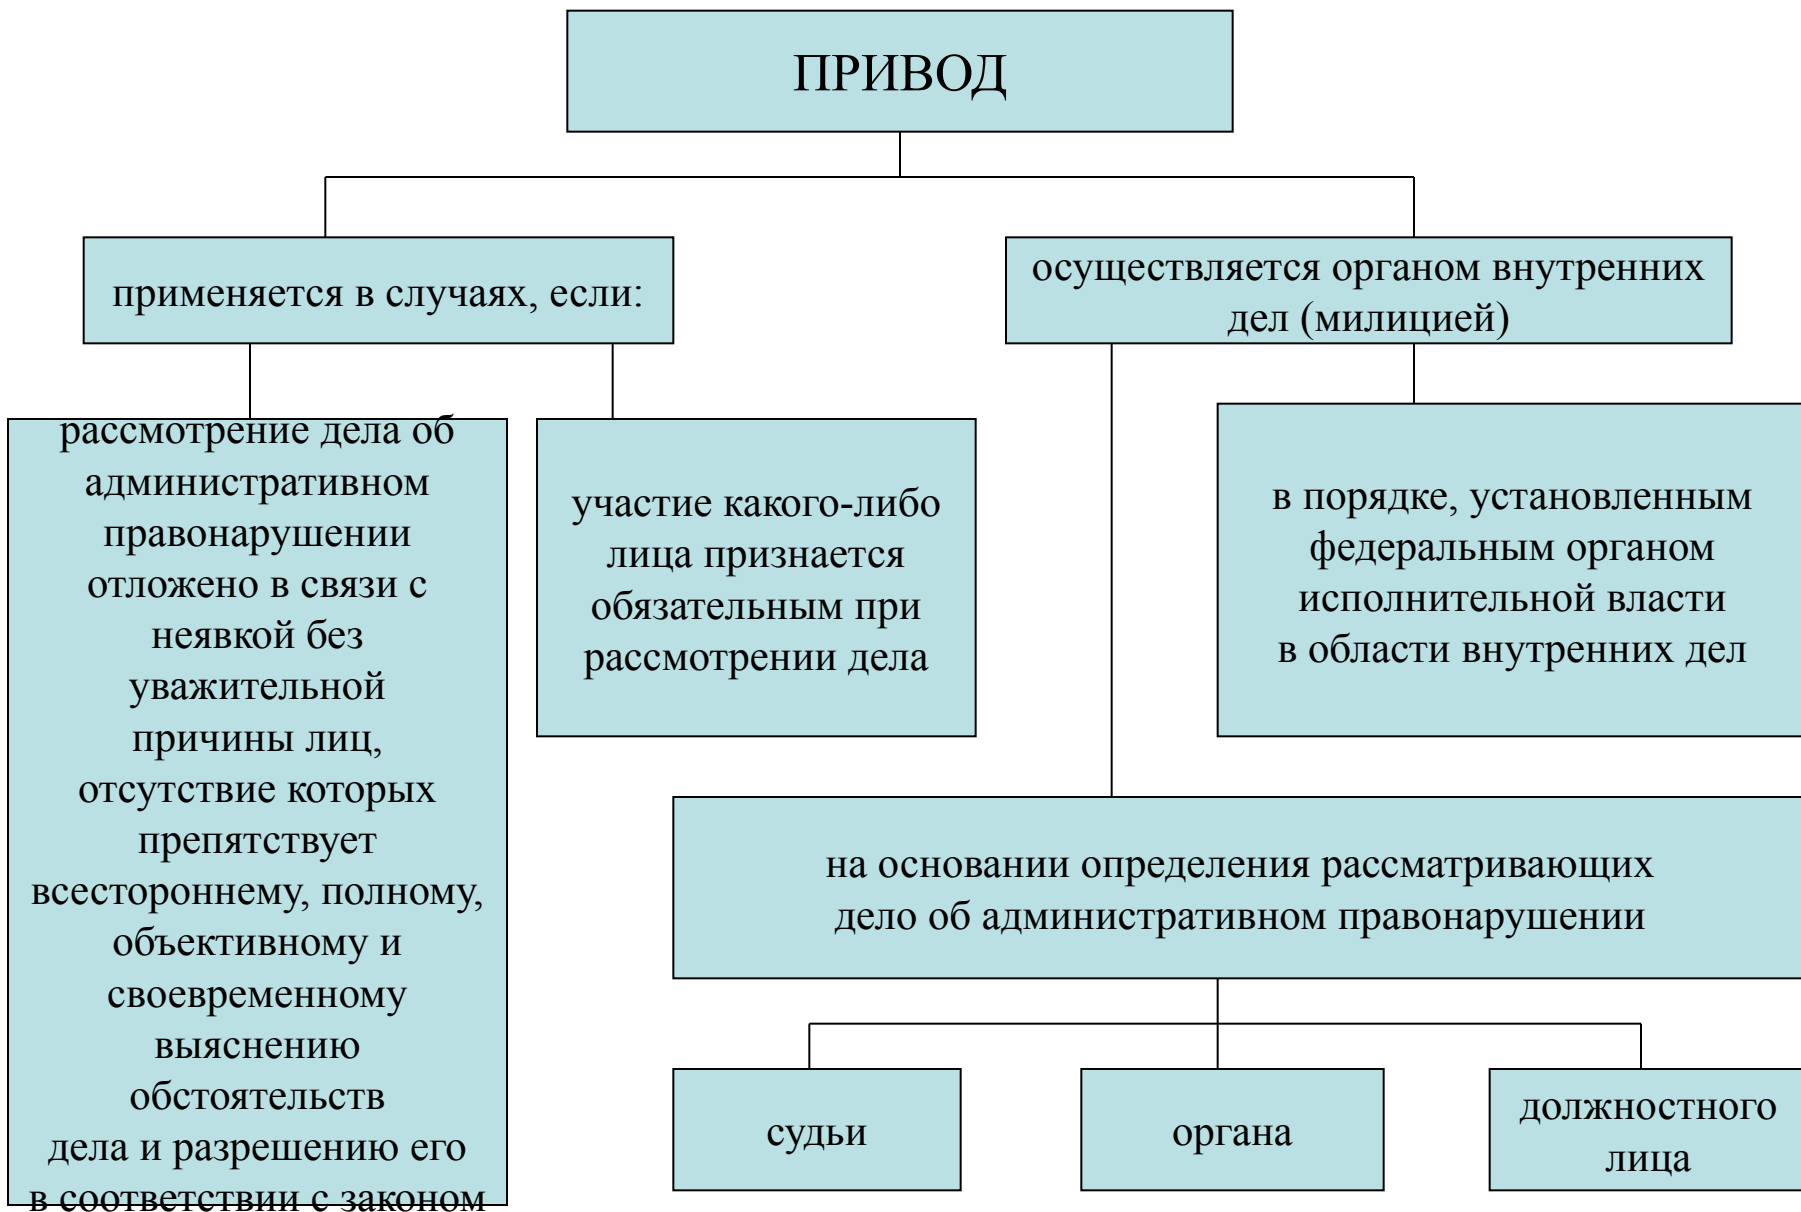 ПРИВОД
применяется в случаях, если:
осуществляется органом внутренних
дел (милицией)
рассмотрение дела об
административном
правонарушении
отложено в связи с
неявкой без
уважительной
причины лиц,
отсутствие которых
препятствует
всестороннему, полному,
объективному и
своевременному
выяснению
обстоятельств
дела и разрешению его
в соответствии с законом
участие какого-либо
лица признается
обязательным при
рассмотрении дела
в порядке, установленным
федеральным органом
исполнительной власти
в области внутренних дел
на основании определения рассматривающих
дело об административном правонарушении
судьи
органа
должностного
лица